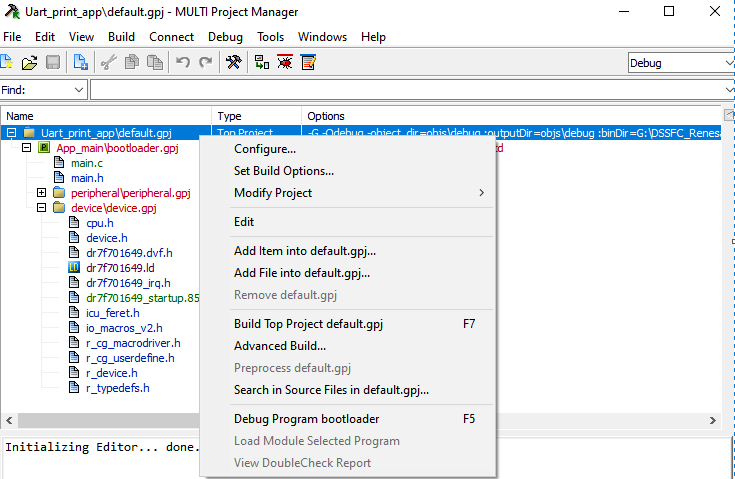 Uart_print_app\default.gpj - MULTI Project Manager
File Edit View Build Connect Debug Tools Windows Help
Debug
Find:
Name Type Options
Uart_print_app\default.gpj Top Project -G -Odebug -object_dir=objs\debug :outputDir=objs\debug :binDir=G:\DSSFC_Renesa
App_main\bootloader.gpj
main.c
main.h
peripheral\peripheral.gpj
device\device.gpj
cpu.h
device.h
dr7f701649.dvf.h
dr7f701649.ld
dr7f701649_irq.h
dr7f701649_startup.85
icu_feret.h
io_macros_v2.h
r_cg_macrodriver.h
r_cg_userdefine.h
r_device.h
r_typedefs.h
Configure...
Set Build Options...
Modify Project
Edit
Add Item into default.gpj...
Add File into default.gpj...
Remove default.gpj
Build Top Project default.gpj F7
Advanced Build...
Preprocess default.gpj
Search in Source Files in default.gpj...
Debug Program bootloader F5
Load Module Selected Program
View DoubleCheck Report
Initializing Editor... done.